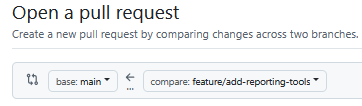 Open a pull request
Create a new pull request by comparing changes across two branches.
base: main ... compare: feature/add-reporting-tools